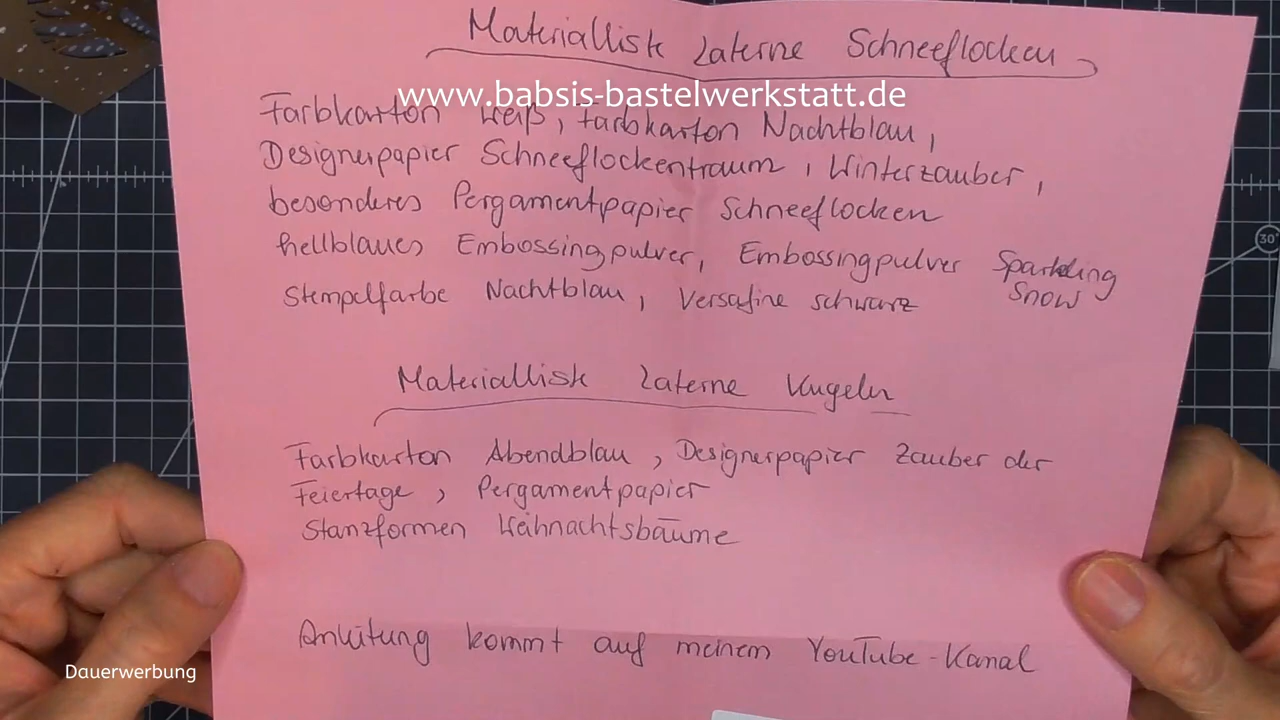 Materialliste Laterne Schneeflocken
www.babsis-bastelwerkstatt.de
Farbkarton weiß, Farbkarton Nachtblau,
Designerpapier Schneeflockentraum, Winterzauber,
besonderes Pergamentpapier Schneeflocken
hellblaues Embossingpulver, Embossingpulver Sparkling
Snow
Stempelfarbe Nachtblau, Versafine schwarz
Materialliste Laterne Kugeln
Farbkarton Abendblau, Designerpapier Zauber der
Feiertage, Pergamentpapier
Stanzformen Weihnachtsbäume
Anleitung kommt auf meinem YouTube-Kanal
Dauerwerbung
30°